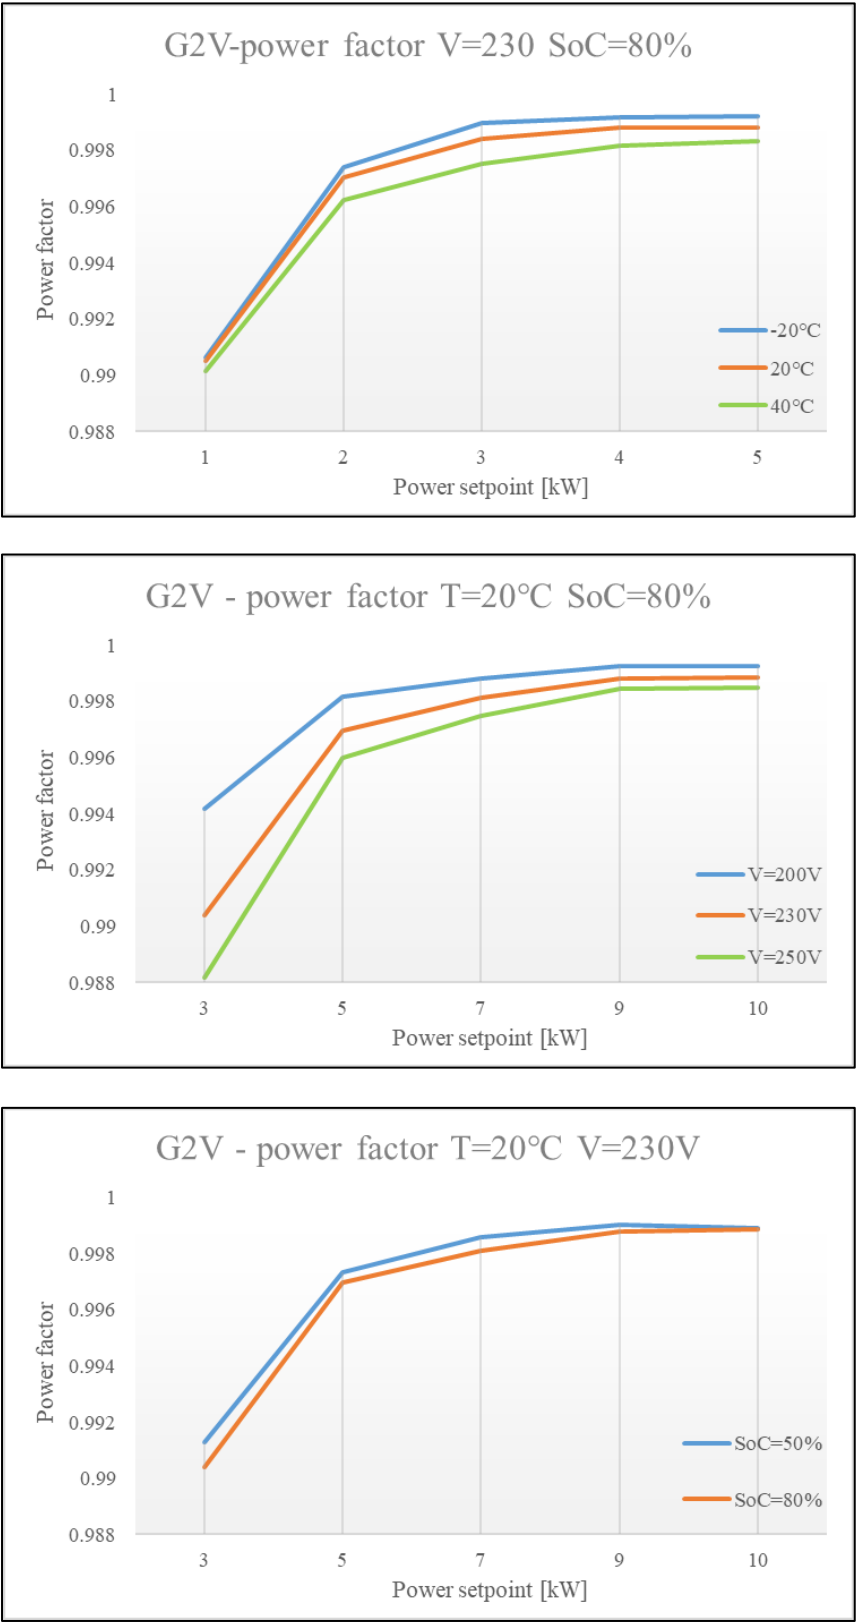 G2V-power factor V=230 SoC=80%
1
0.998
0.996
0.994
0.992
0.99
0.988
Power factor
-20°C
20°C
40°C
1 2 3 4 5
Power setpoint [kW]
G2V - power factor T=20°C SoC=80%
1
0.998
0.996
0.994
0.992
0.99
0.988
Power factor
V=200V
V=230V
V=250V
3 5 7 9 10
Power setpoint [kW]
G2V - power factor T=20°C V=230V
1
0.998
0.996
0.994
0.992
0.99
0.988
Power factor
SoC=50%
SoC=80%
3 5 7 9 10
Power setpoint [kW]